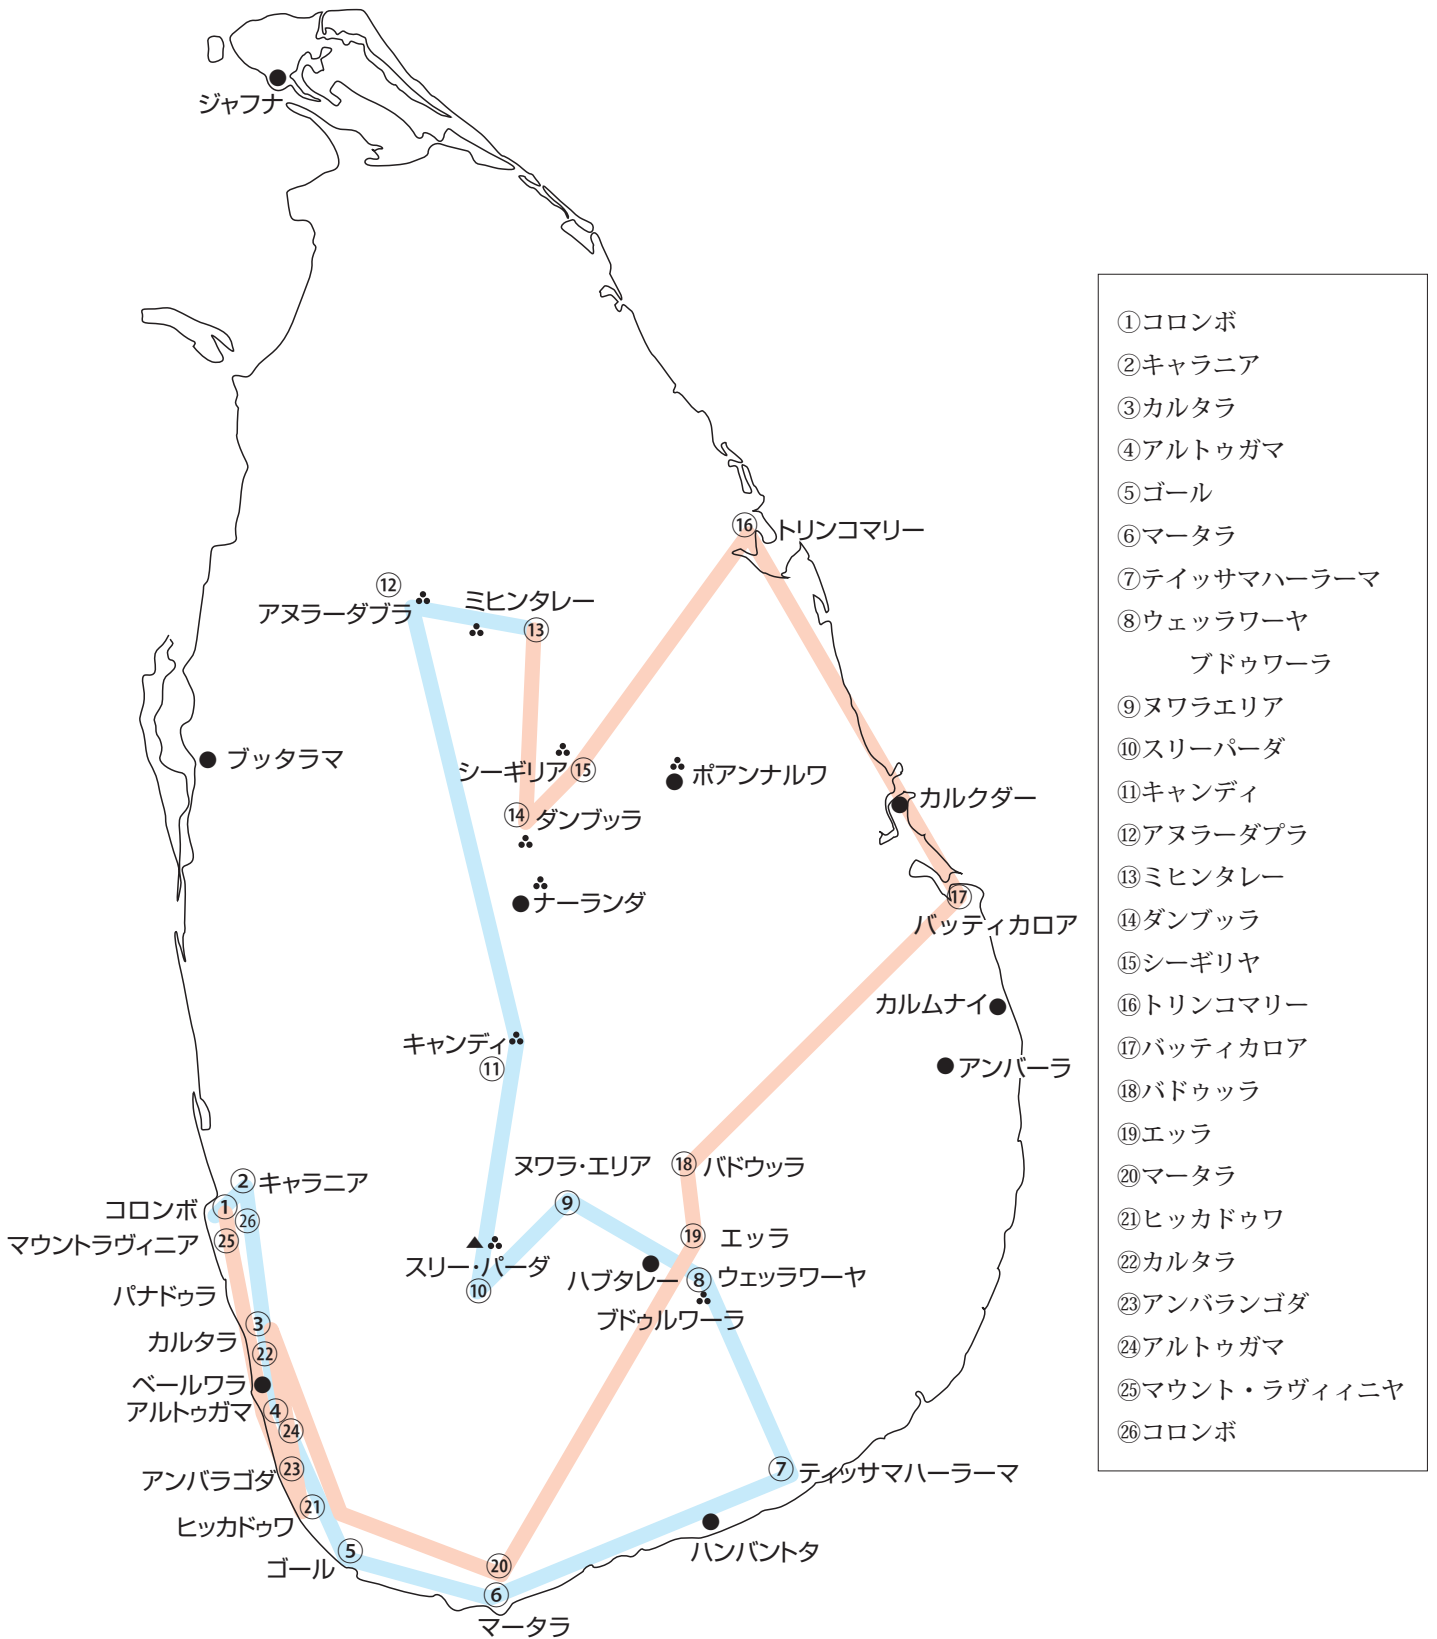 ジャフナ
⑯
トリンコマリー
⑫
アヌラーダブラ
ミヒンタレー
⑬
ブッタラマ
シーギリア
⑮
ポアンナルワ
⑭
ダンブッラ
カルクダー
ナーランダ
⑰
バッティカロア
カルムナイ
キャンディ
⑪
アンバーラ
②
キャラニア
①
コロンボ
㉖
㉕
マウントラヴィニア
ヌワラ・エリア
⑨
⑱
バドウッラ
⑲
エッラ
スリー・パーダ
⑩
ハブタレー
⑧
ウェッラワーヤ
ブドゥルワーラ
パナドゥラ
③
カルタラ
㉒
ベールワラ
アルトゥガマ
④
㉔
㉓
アンバラゴダ
㉑
ヒッカドゥワ
⑤
ゴール
⑦
ティッサマハーラーマ
ハンバントタ
⑳
⑥
マータラ
①コロンボ
②キャラニア
③カルタラ
④アルトゥガマ
⑤ゴール
⑥マータラ
⑦テイッサマハーラーマ
⑧ウェッラワーヤ
ブドゥワーラ
⑨ヌワラエリア
⑩スリーパーダ
⑪キャンディ
⑫アヌラーダプラ
⑬ミヒンタレー
⑭ダンブッラ
⑮シーギリヤ
⑯トリンコマリー
⑰バッティカロア
⑱バドゥッラ
⑲エッラ
⑳マータラ
㉑ヒッカドゥワ
㉒カルタラ
㉓アンバランゴダ
㉔アルトゥガマ
㉕マウント・ラヴィィニヤ
㉖コロンボ